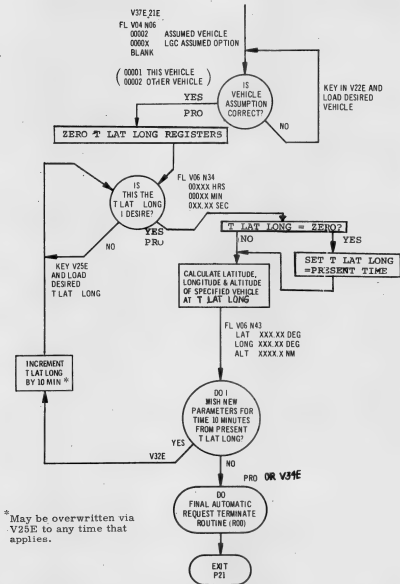 V37E 21E
FL V04 N06
00002 ASSUMED VEHICLE
0000X LGC ASSUMED OPTION
BLANK
( 00001 THIS VEHICLE
00002 OTHER VEHICLE )
IS
VEHICLE
ASSUMPTION
CORRECT?
KEY IN V22E AND
LOAD DESIRED
VEHICLE
YES
PRO
NO
ZERO T LAT LONG REGISTERS
IS
THIS THE
T LAT LONG
I DESIRE?
FL V06 N34
00XXX HRS
000XX MIN
0XX.XX SEC
YES
PRO
NO
T LAT LONG = ZERO?
NO
YES
KEY V25E
AND LOAD
DESIRED
T LAT LONG
CALCULATE LATITUDE,
LONGITUDE & ALTITUDE
OF SPECIFIED VEHICLE
AT T LAT LONG
SET T LAT LONG
=PRESENT TIME
FL V06 N43
LAT XXX.XX DEG
LONG XXX.XX DEG
ALT XXXX.X NM
INCREMENT
T LAT LONG
BY 10 MIN *
DO I
WISH NEW
PARAMETERS FOR
TIME 10 MINUTES
FROM PRESENT
T LAT LONG?
YES
V32E
NO
PRO OR V34E
DO
FINAL AUTOMATIC
REQUEST TERMINATE
ROUTINE (R00)
*May be overwritten via
V25E to any time that
applies.
EXIT
P21